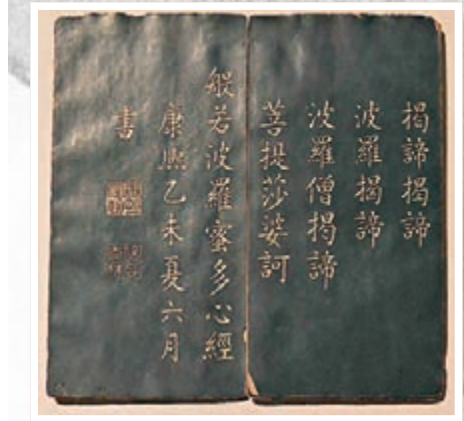 揭諦揭諦
波羅揭諦
波羅僧揭諦
菩提莎婆訶
般若波羅蜜多心經
康熙乙未夏六月
書